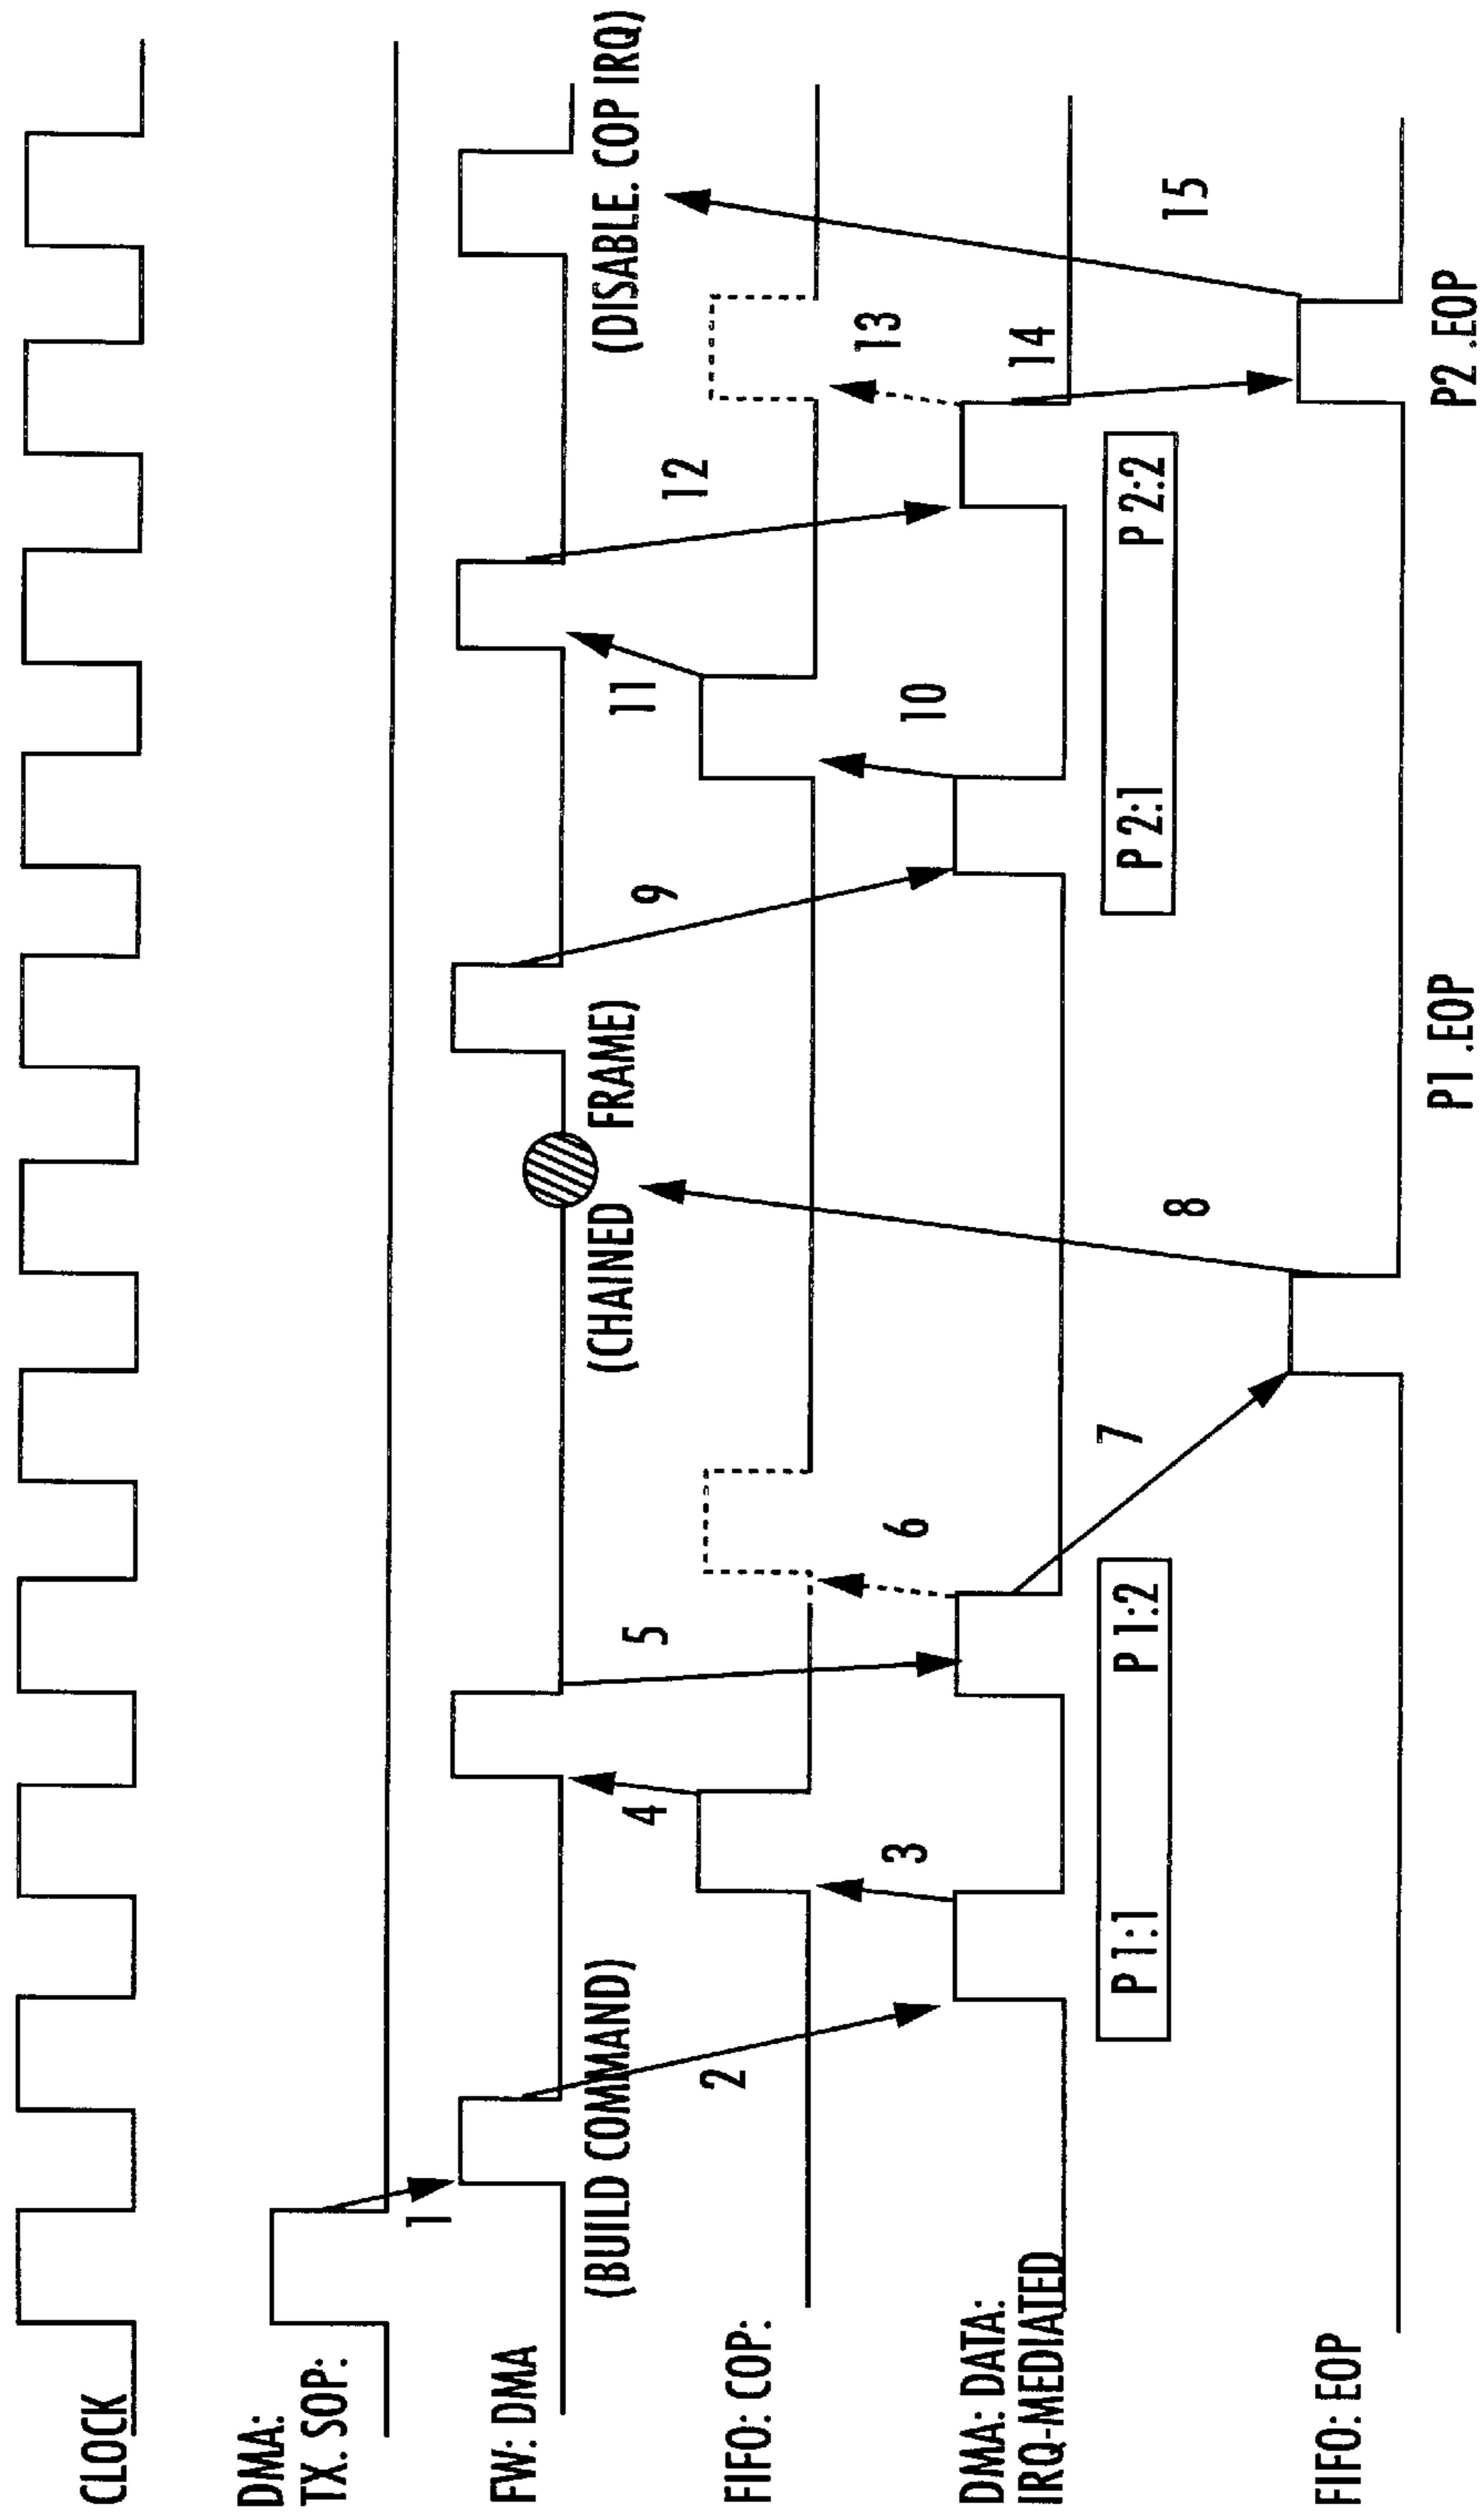 CLOCK
DMA:
TX. SOP:
1
FW: DMA
(BUILD COMMAND)
(CHAINED FRAME)
(DISABLE. COP IRQ)
2
4
5
9
11
12
FIFO: COP:
3
6
10
13
DMA: DATA:
IRQ-MEDIATED
14
P 1:1
P 1:2
P 2:1
P 2:2
7
8
15
FIFO: EOP
P1 .EOP
P2 .EOP